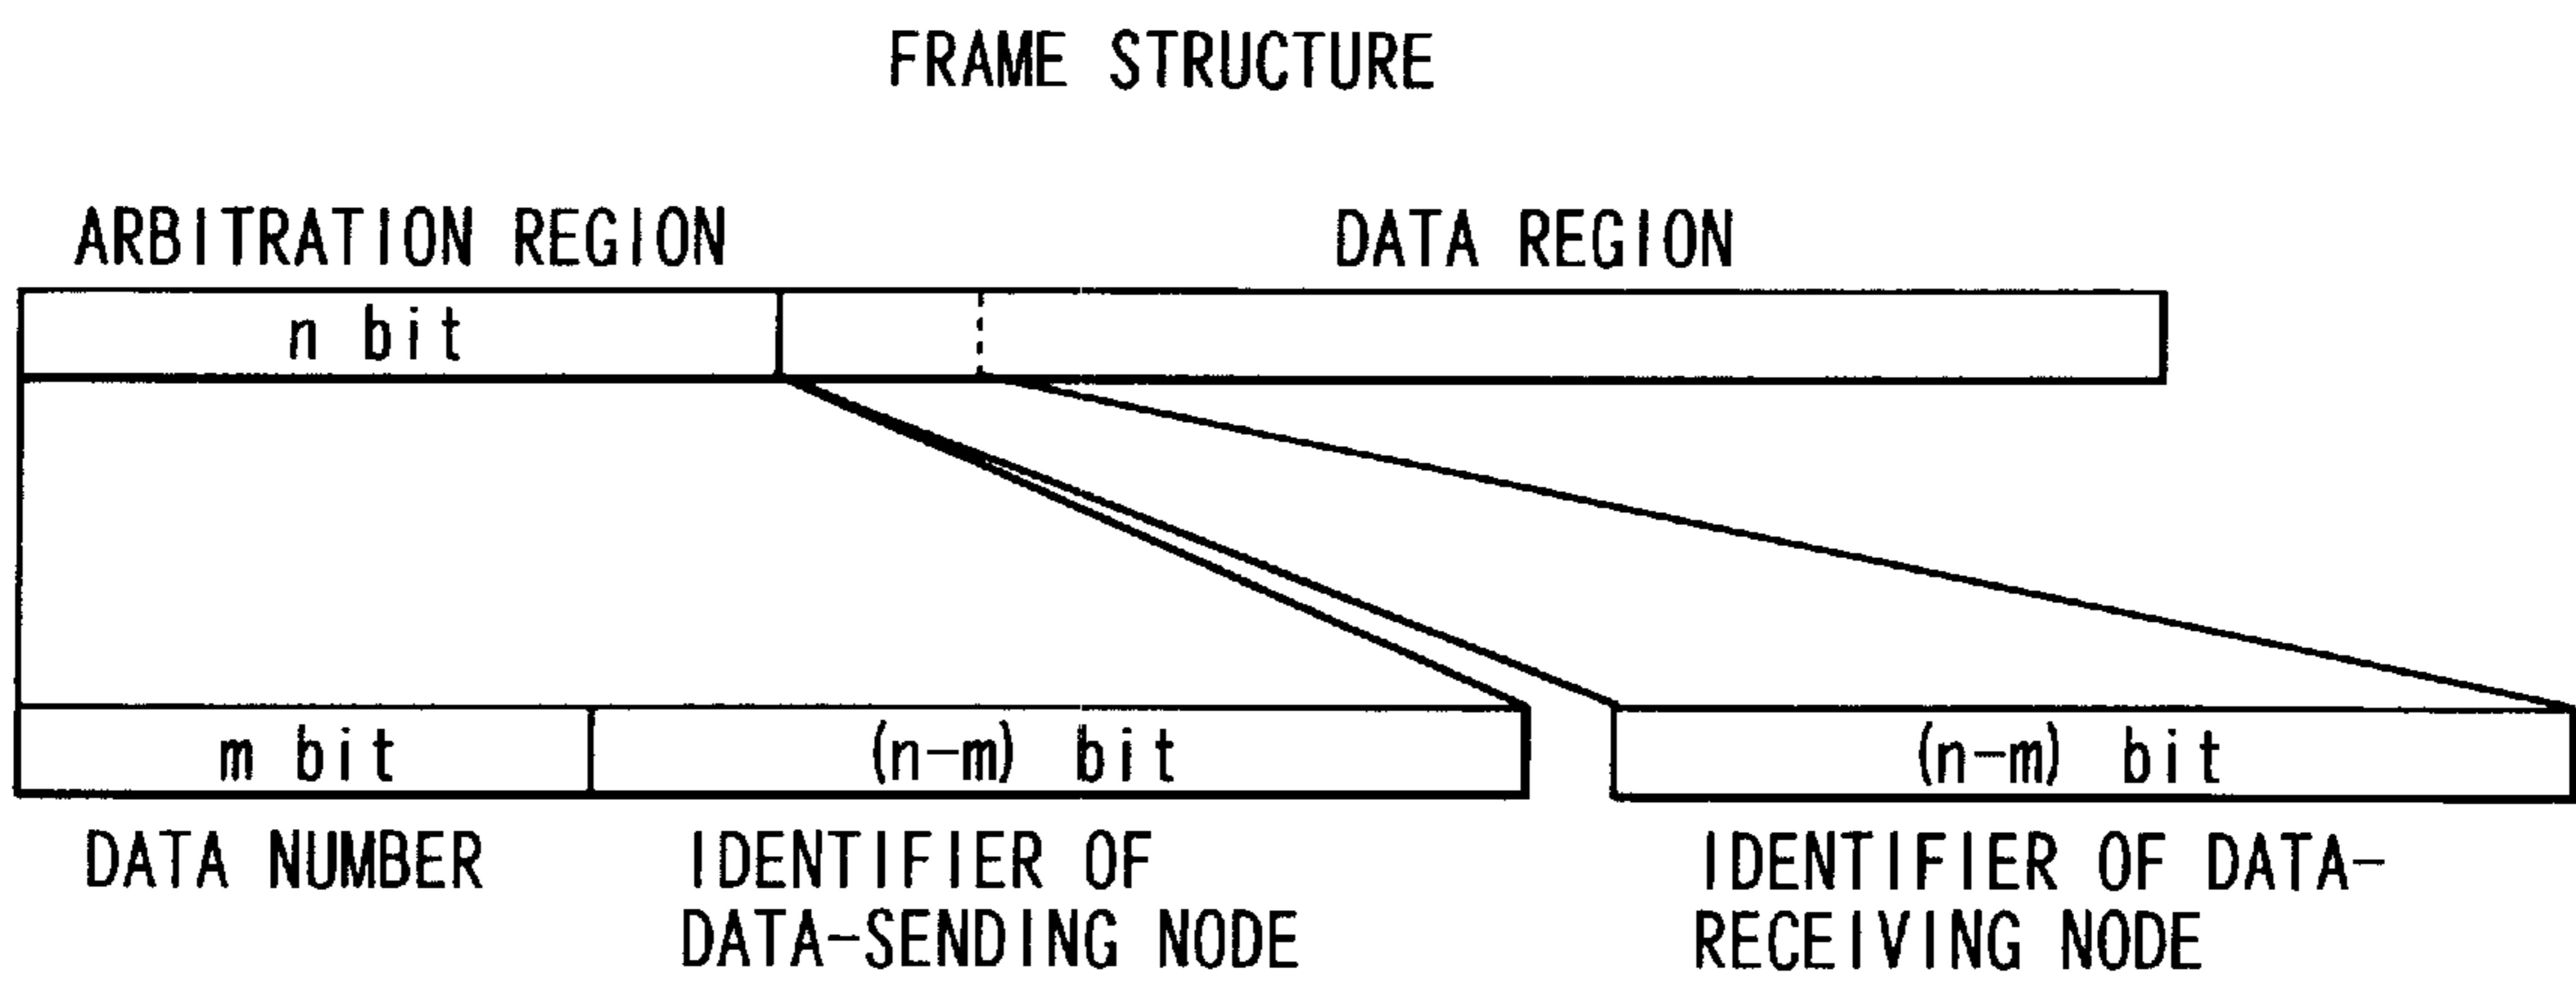 FRAME STRUCTURE
ARBITRATION REGION
DATA REGION
n bit
m bit
(n-m) bit
(n-m) bit
DATA NUMBER
IDENTIFIER OF
DATA-SENDING NODE
IDENTIFIER OF DATA-
RECEIVING NODE